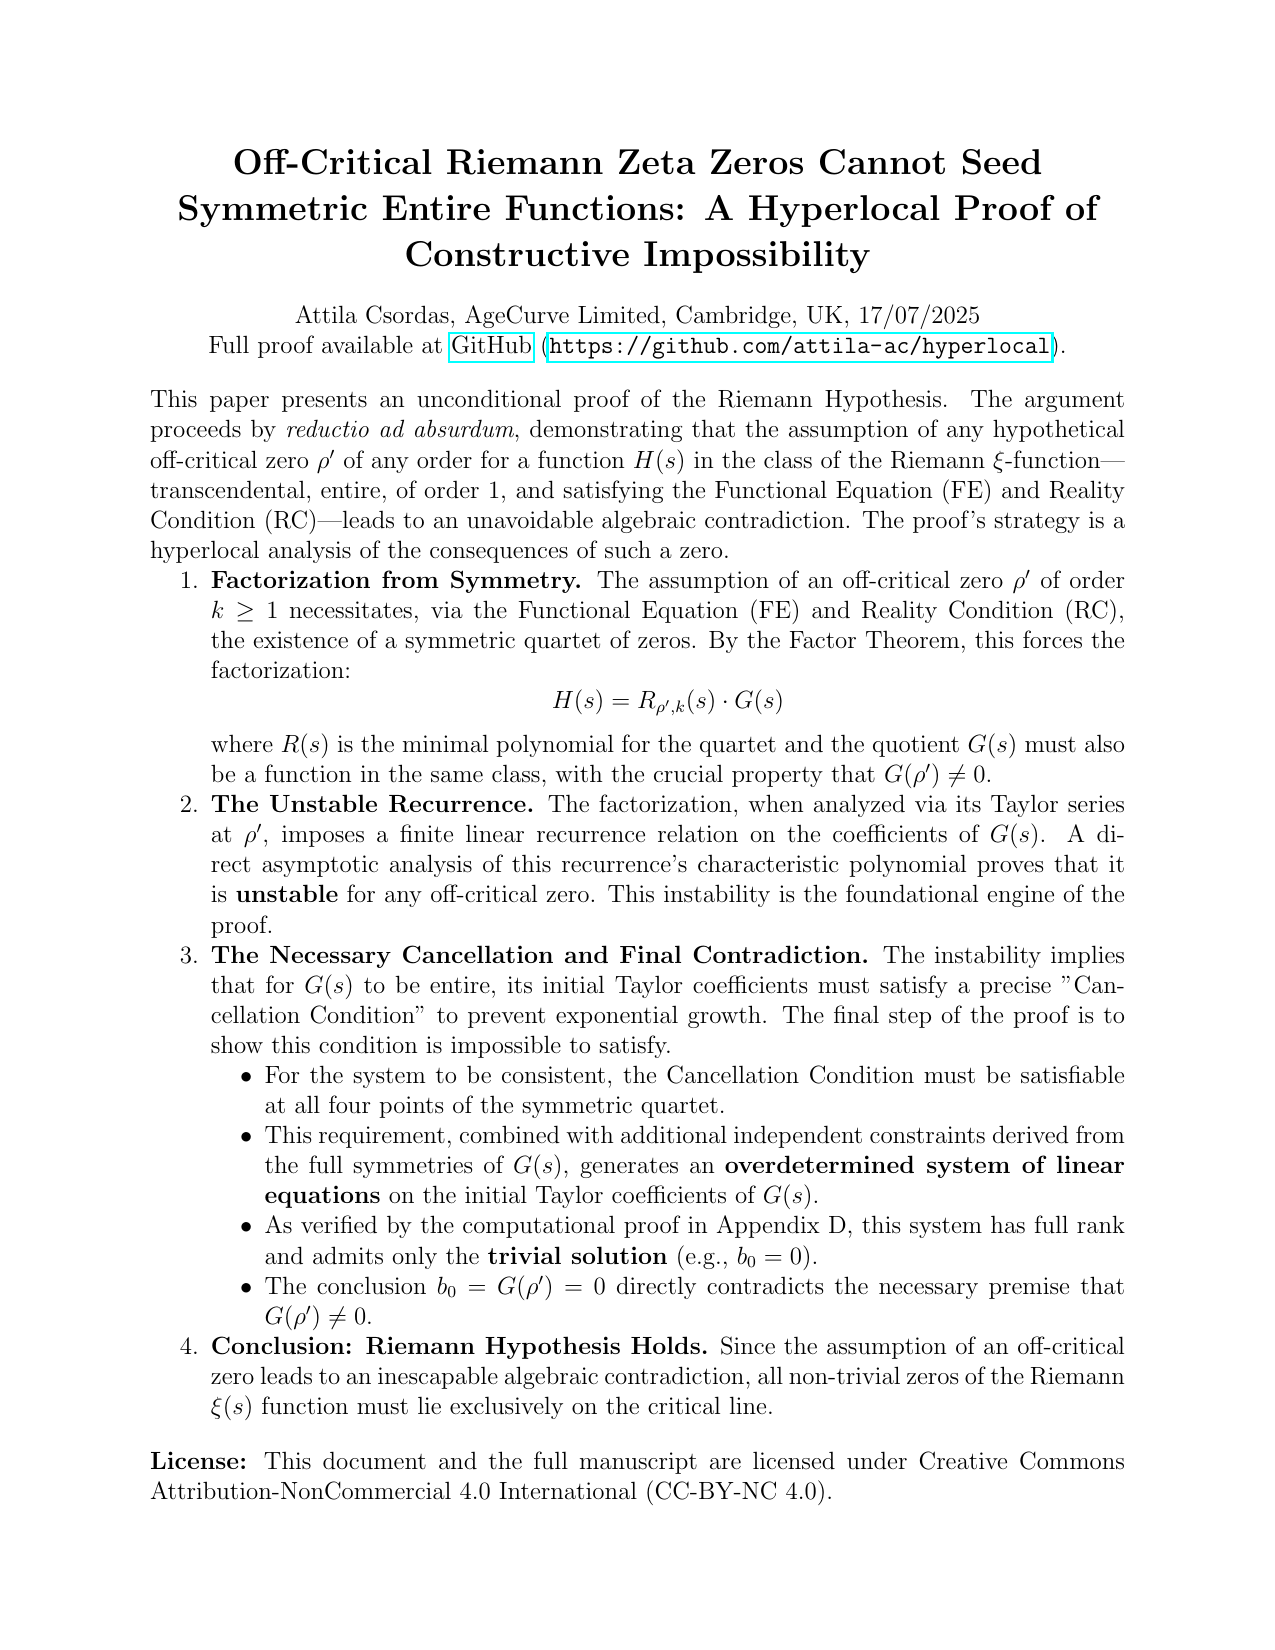 Off-Critical Riemann Zeta Zeros Cannot Seed
Symmetric Entire Functions: A Hyperlocal Proof of
Constructive Impossibility
Attila Csordas, AgeCurve Limited, Cambridge, UK, 17/07/2025
Full proof available at GitHub (https://github.com/attila-ac/hyperlocal).
This paper presents an unconditional proof of the Riemann Hypothesis. The argument
proceeds by reductio ad absurdum, demonstrating that the assumption of any hypothetical
off-critical zero ρ′ of any order for a function H(s) in the class of the Riemann ξ-function—
transcendental, entire, of order 1, and satisfying the Functional Equation (FE) and Reality
Condition (RC)—leads to an unavoidable algebraic contradiction. The proof's strategy is a
hyperlocal analysis of the consequences of such a zero.
1. Factorization from Symmetry. The assumption of an off-critical zero ρ′ of order
k ≥ 1 necessitates, via the Functional Equation (FE) and Reality Condition (RC),
the existence of a symmetric quartet of zeros. By the Factor Theorem, this forces the
factorization:
H(s) = R_{ρ′,k}(s) · G(s)
where R(s) is the minimal polynomial for the quartet and the quotient G(s) must also
be a function in the same class, with the crucial property that G(ρ′) ≠ 0.
2. The Unstable Recurrence. The factorization, when analyzed via its Taylor series
at ρ′, imposes a finite linear recurrence relation on the coefficients of G(s). A di-
rect asymptotic analysis of this recurrence's characteristic polynomial proves that it
is unstable for any off-critical zero. This instability is the foundational engine of the
proof.
3. The Necessary Cancellation and Final Contradiction. The instability implies
that for G(s) to be entire, its initial Taylor coefficients must satisfy a precise ”Can-
cellation Condition” to prevent exponential growth. The final step of the proof is to
show this condition is impossible to satisfy.
• For the system to be consistent, the Cancellation Condition must be satisfiable
at all four points of the symmetric quartet.
• This requirement, combined with additional independent constraints derived from
the full symmetries of G(s), generates an overdetermined system of linear
equations on the initial Taylor coefficients of G(s).
• As verified by the computational proof in Appendix D, this system has full rank
and admits only the trivial solution (e.g., b₀ = 0).
• The conclusion b₀ = G(ρ′) = 0 directly contradicts the necessary premise that
G(ρ′) ≠ 0.
4. Conclusion: Riemann Hypothesis Holds. Since the assumption of an off-critical
zero leads to an inescapable algebraic contradiction, all non-trivial zeros of the Riemann
ξ(s) function must lie exclusively on the critical line.
License: This document and the full manuscript are licensed under Creative Commons
Attribution-NonCommercial 4.0 International (CC-BY-NC 4.0).